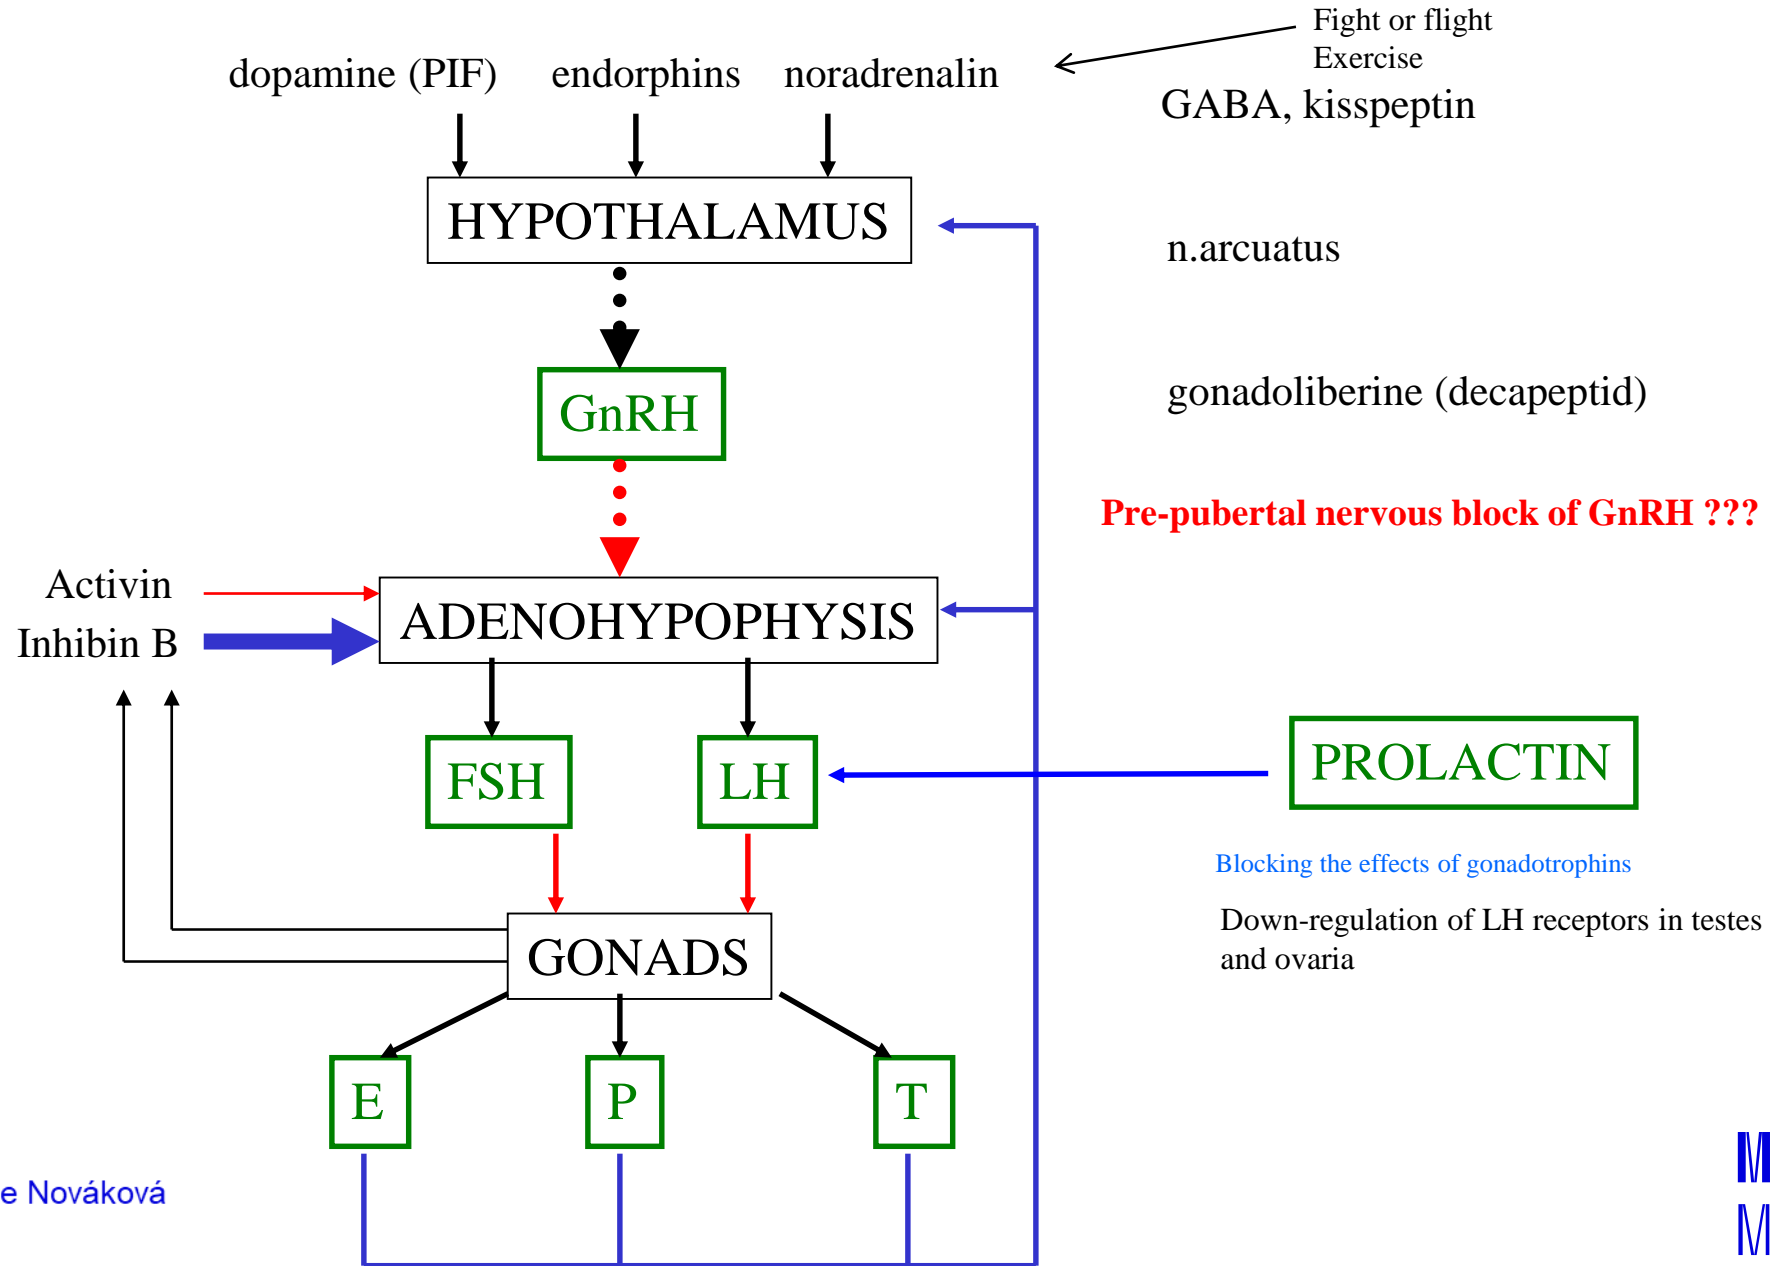 Fight or flight
Exercise
dopamine (PIF) endorphins noradrenalin
GABA, kisspeptin
HYPOTHALAMUS
n.arcuatus
GnRH
gonadoliberine (decapeptid)
Pre-pubertal nervous block of GnRH ???
Activin
Inhibin B
ADENOHYPOPHYSIS
FSH
LH
PROLACTIN
Blocking the effects of gonadotrophins
Down-regulation of LH receptors in testes
and ovaria
GONADS
E
P
T
e Nováková
M
M